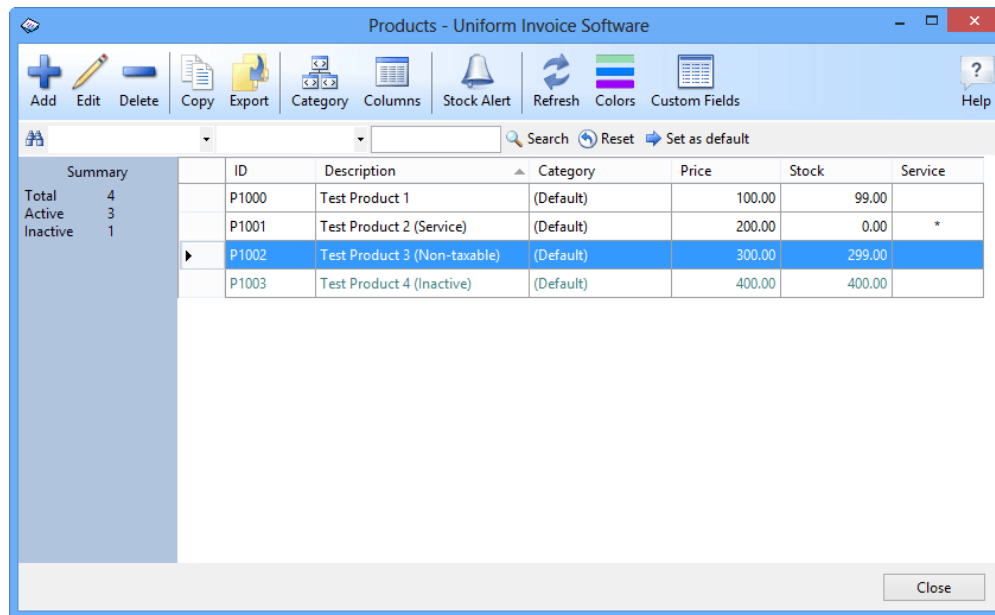 Products - Uniform Invoice Software
Add Edit Delete Copy Export Category Columns Stock Alert Refresh Colors Custom Fields Help
Search Reset Set as default
Summary
Total 4
Active 3
Inactive 1
ID Description Category Price Stock Service
P1000 Test Product 1 (Default) 100.00 99.00
P1001 Test Product 2 (Service) (Default) 200.00 0.00 *
P1002 Test Product 3 (Non-taxable) (Default) 300.00 299.00
P1003 Test Product 4 (Inactive) (Default) 400.00 400.00
Close